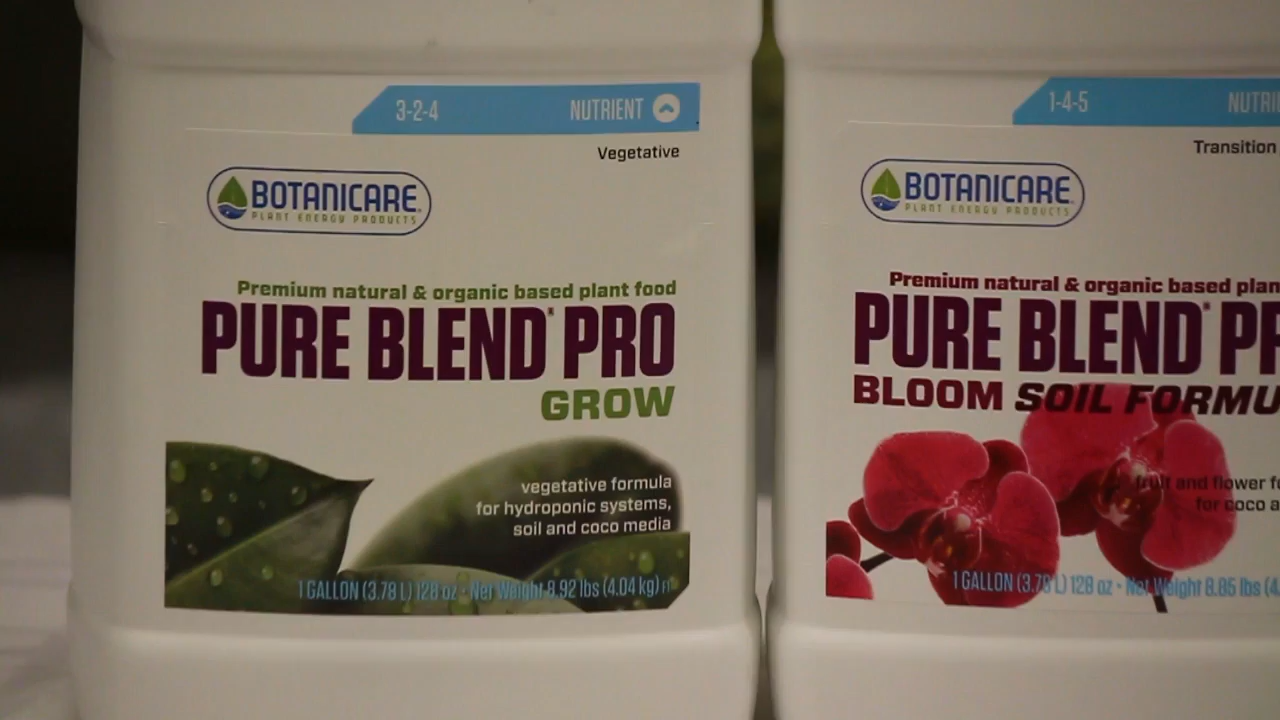 3-2-4 NUTRIENT
Vegetative
BOTANICARE
PLANT ENERGY PRODUCTS
Premium natural & organic based plant food
PURE BLEND PRO
GROW
vegetative formula
for hydroponic systems,
soil and coco media
1 GALLON (3.78 L) 128 oz • Net Weight 8.92 lbs (4.04 kg)
1-4-5
Transition
BOTANICARE
PLANT ENERGY PRODUCTS
Premium natural & organic based
PURE BLEND
BLOOM SOIL
fruit and flower
for coco
1 GALLON (3.78 L) 128 oz • Net Weight 8.85 lbs